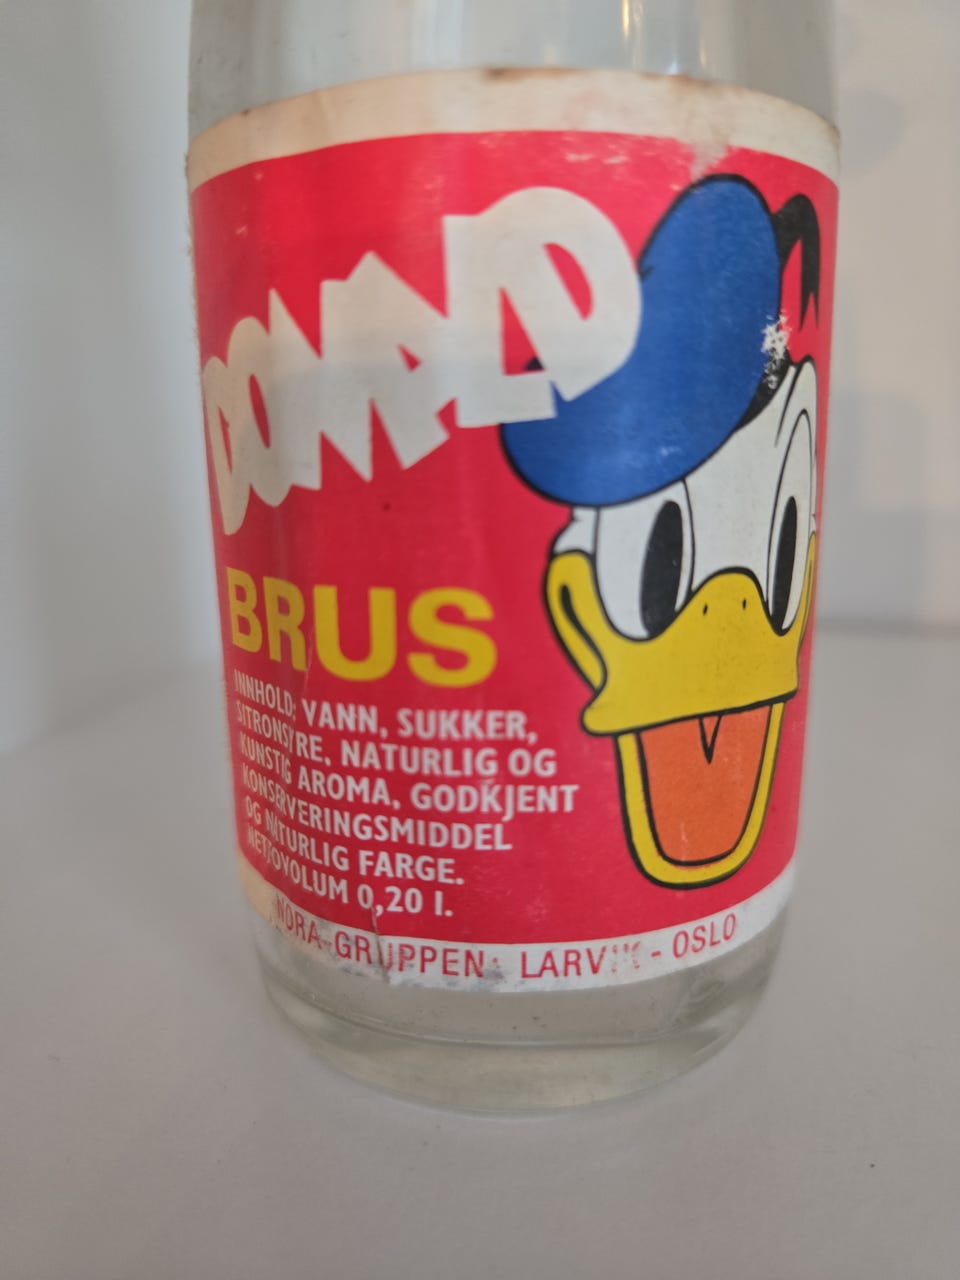 DONALD
BRUS
INNHOLD: VANN, SUKKER,
SITRONSYRE, NATURLIG OG
KUNSTIG AROMA, GODKJENT
KONSERVERINGSMIDDEL
OG NATURLIG FARGE.
NETTOVOLUM 0,20 l.
NORA-GRUPPEN: LARVIK - OSLO